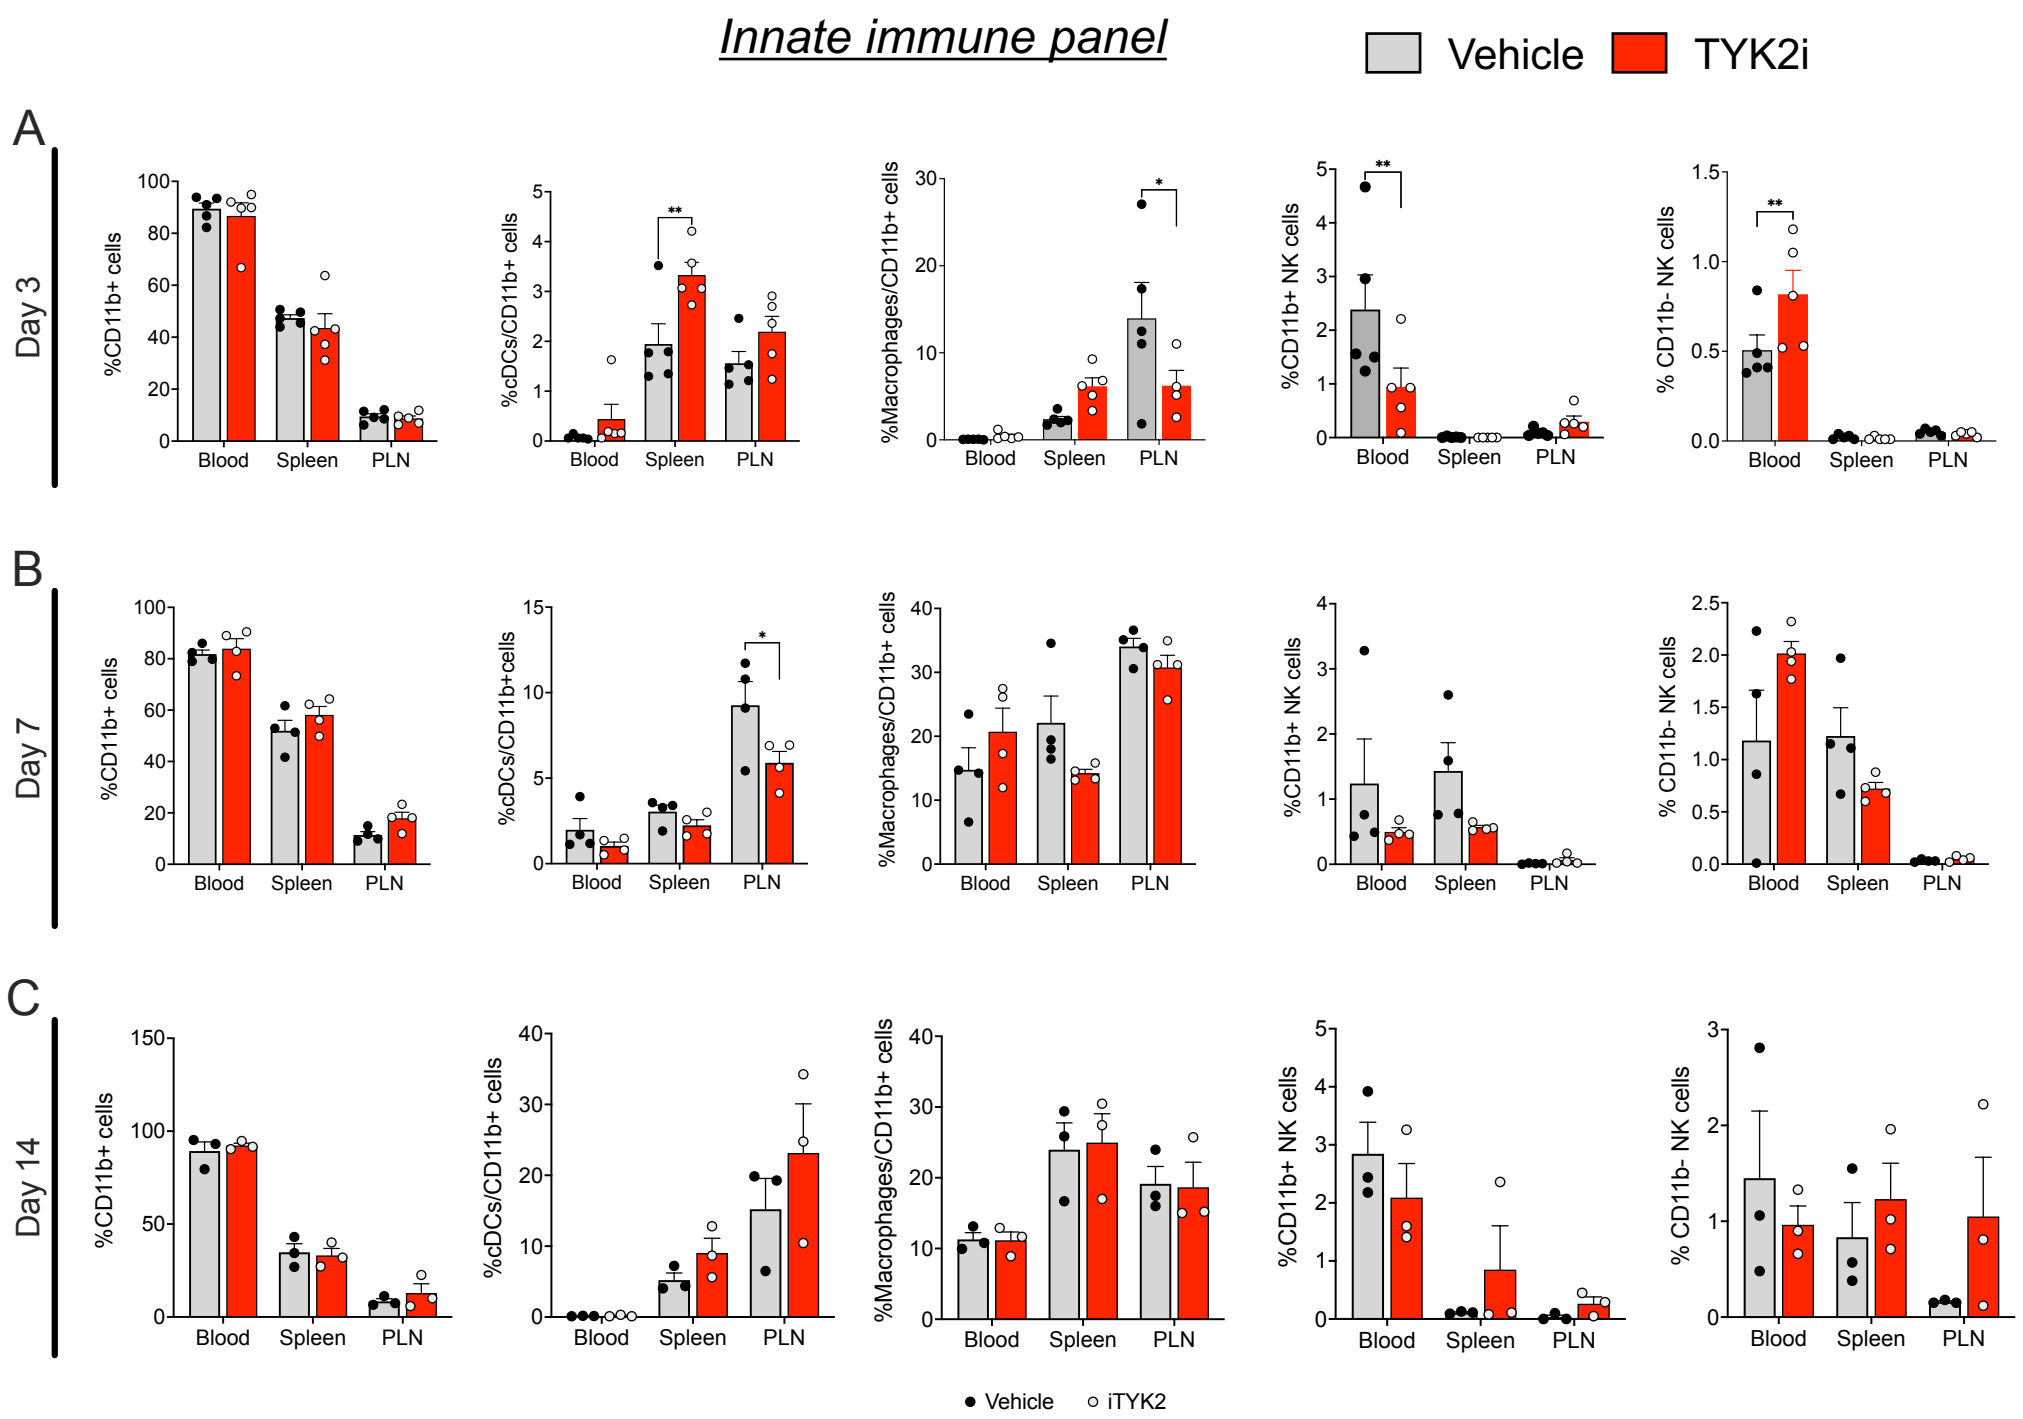 Innate immune panel
Vehicle TYK2i
A
Day 3
%CD11b+ cells
100
80
60
40
20
0
Blood Spleen PLN
%cDCs/CD11b+ cells
5
4
3
2
1
0
**
Blood Spleen PLN
%Macrophages/CD11b+ cells
30
20
10
0
*
Blood Spleen PLN
%CD11b+ NK cells
5
4
3
2
1
0
**
Blood Spleen PLN
% CD11b- NK cells
1.5
1.0
0.5
0.0
**
Blood Spleen PLN
B
Day 7
%CD11b+ cells
100
80
60
40
20
0
Blood Spleen PLN
%cDCs/CD11b+cells
15
10
5
0
*
Blood Spleen PLN
%Macrophages/CD11b+ cells
40
30
20
10
0
Blood Spleen PLN
%CD11b+ NK cells
4
3
2
1
0
Blood Spleen PLN
% CD11b- NK cells
2.5
2.0
1.5
1.0
0.5
0.0
Blood Spleen PLN
C
Day 14
%CD11b+ cells
150
100
50
0
Blood Spleen PLN
%cDCs/CD11b+ cells
40
30
20
10
0
Blood Spleen PLN
%Macrophages/CD11b+ cells
40
30
20
10
0
Blood Spleen PLN
%CD11b+ NK cells
5
4
3
2
1
0
Blood Spleen PLN
% CD11b- NK cells
3
2
1
0
Blood Spleen PLN
Vehicle iTYK2